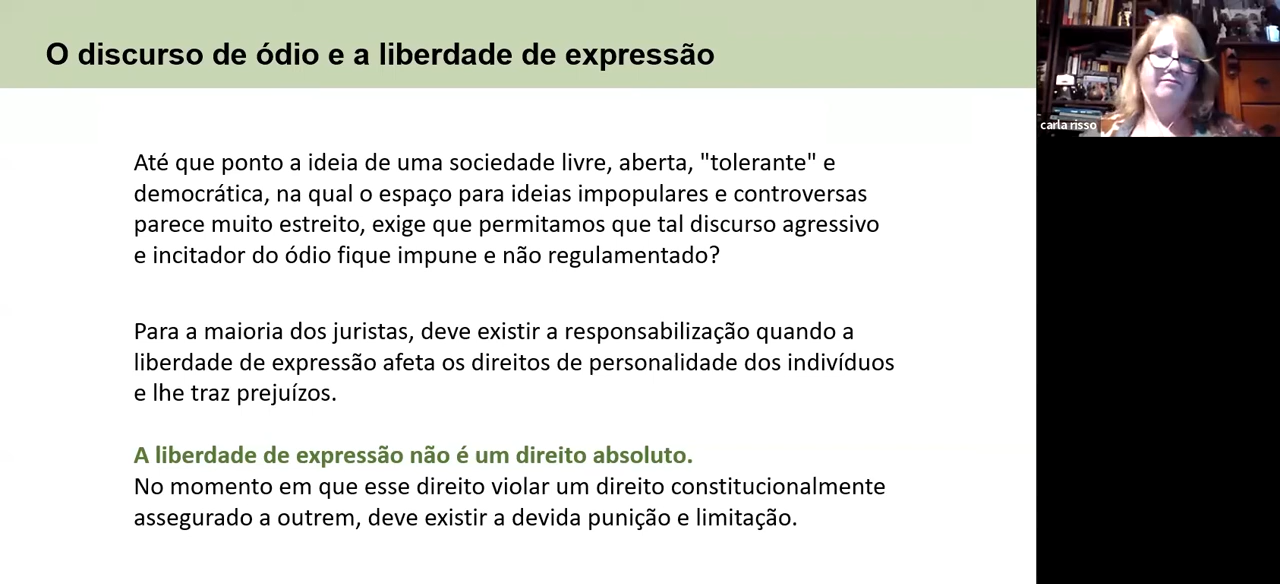 O discurso de ódio e a liberdade de expressão
carla risso
Até que ponto a ideia de uma sociedade livre, aberta, "tolerante" e
democrática, na qual o espaço para ideias impopulares e controversas
parece muito estreito, exige que permitamos que tal discurso agressivo
e incitador do ódio fique impune e não regulamentado?
Para a maioria dos juristas, deve existir a responsabilização quando a
liberdade de expressão afeta os direitos de personalidade dos indivíduos
e lhe traz prejuízos.
A liberdade de expressão não é um direito absoluto.
No momento em que esse direito violar um direito constitucionalmente
assegurado a outrem, deve existir a devida punição e limitação.